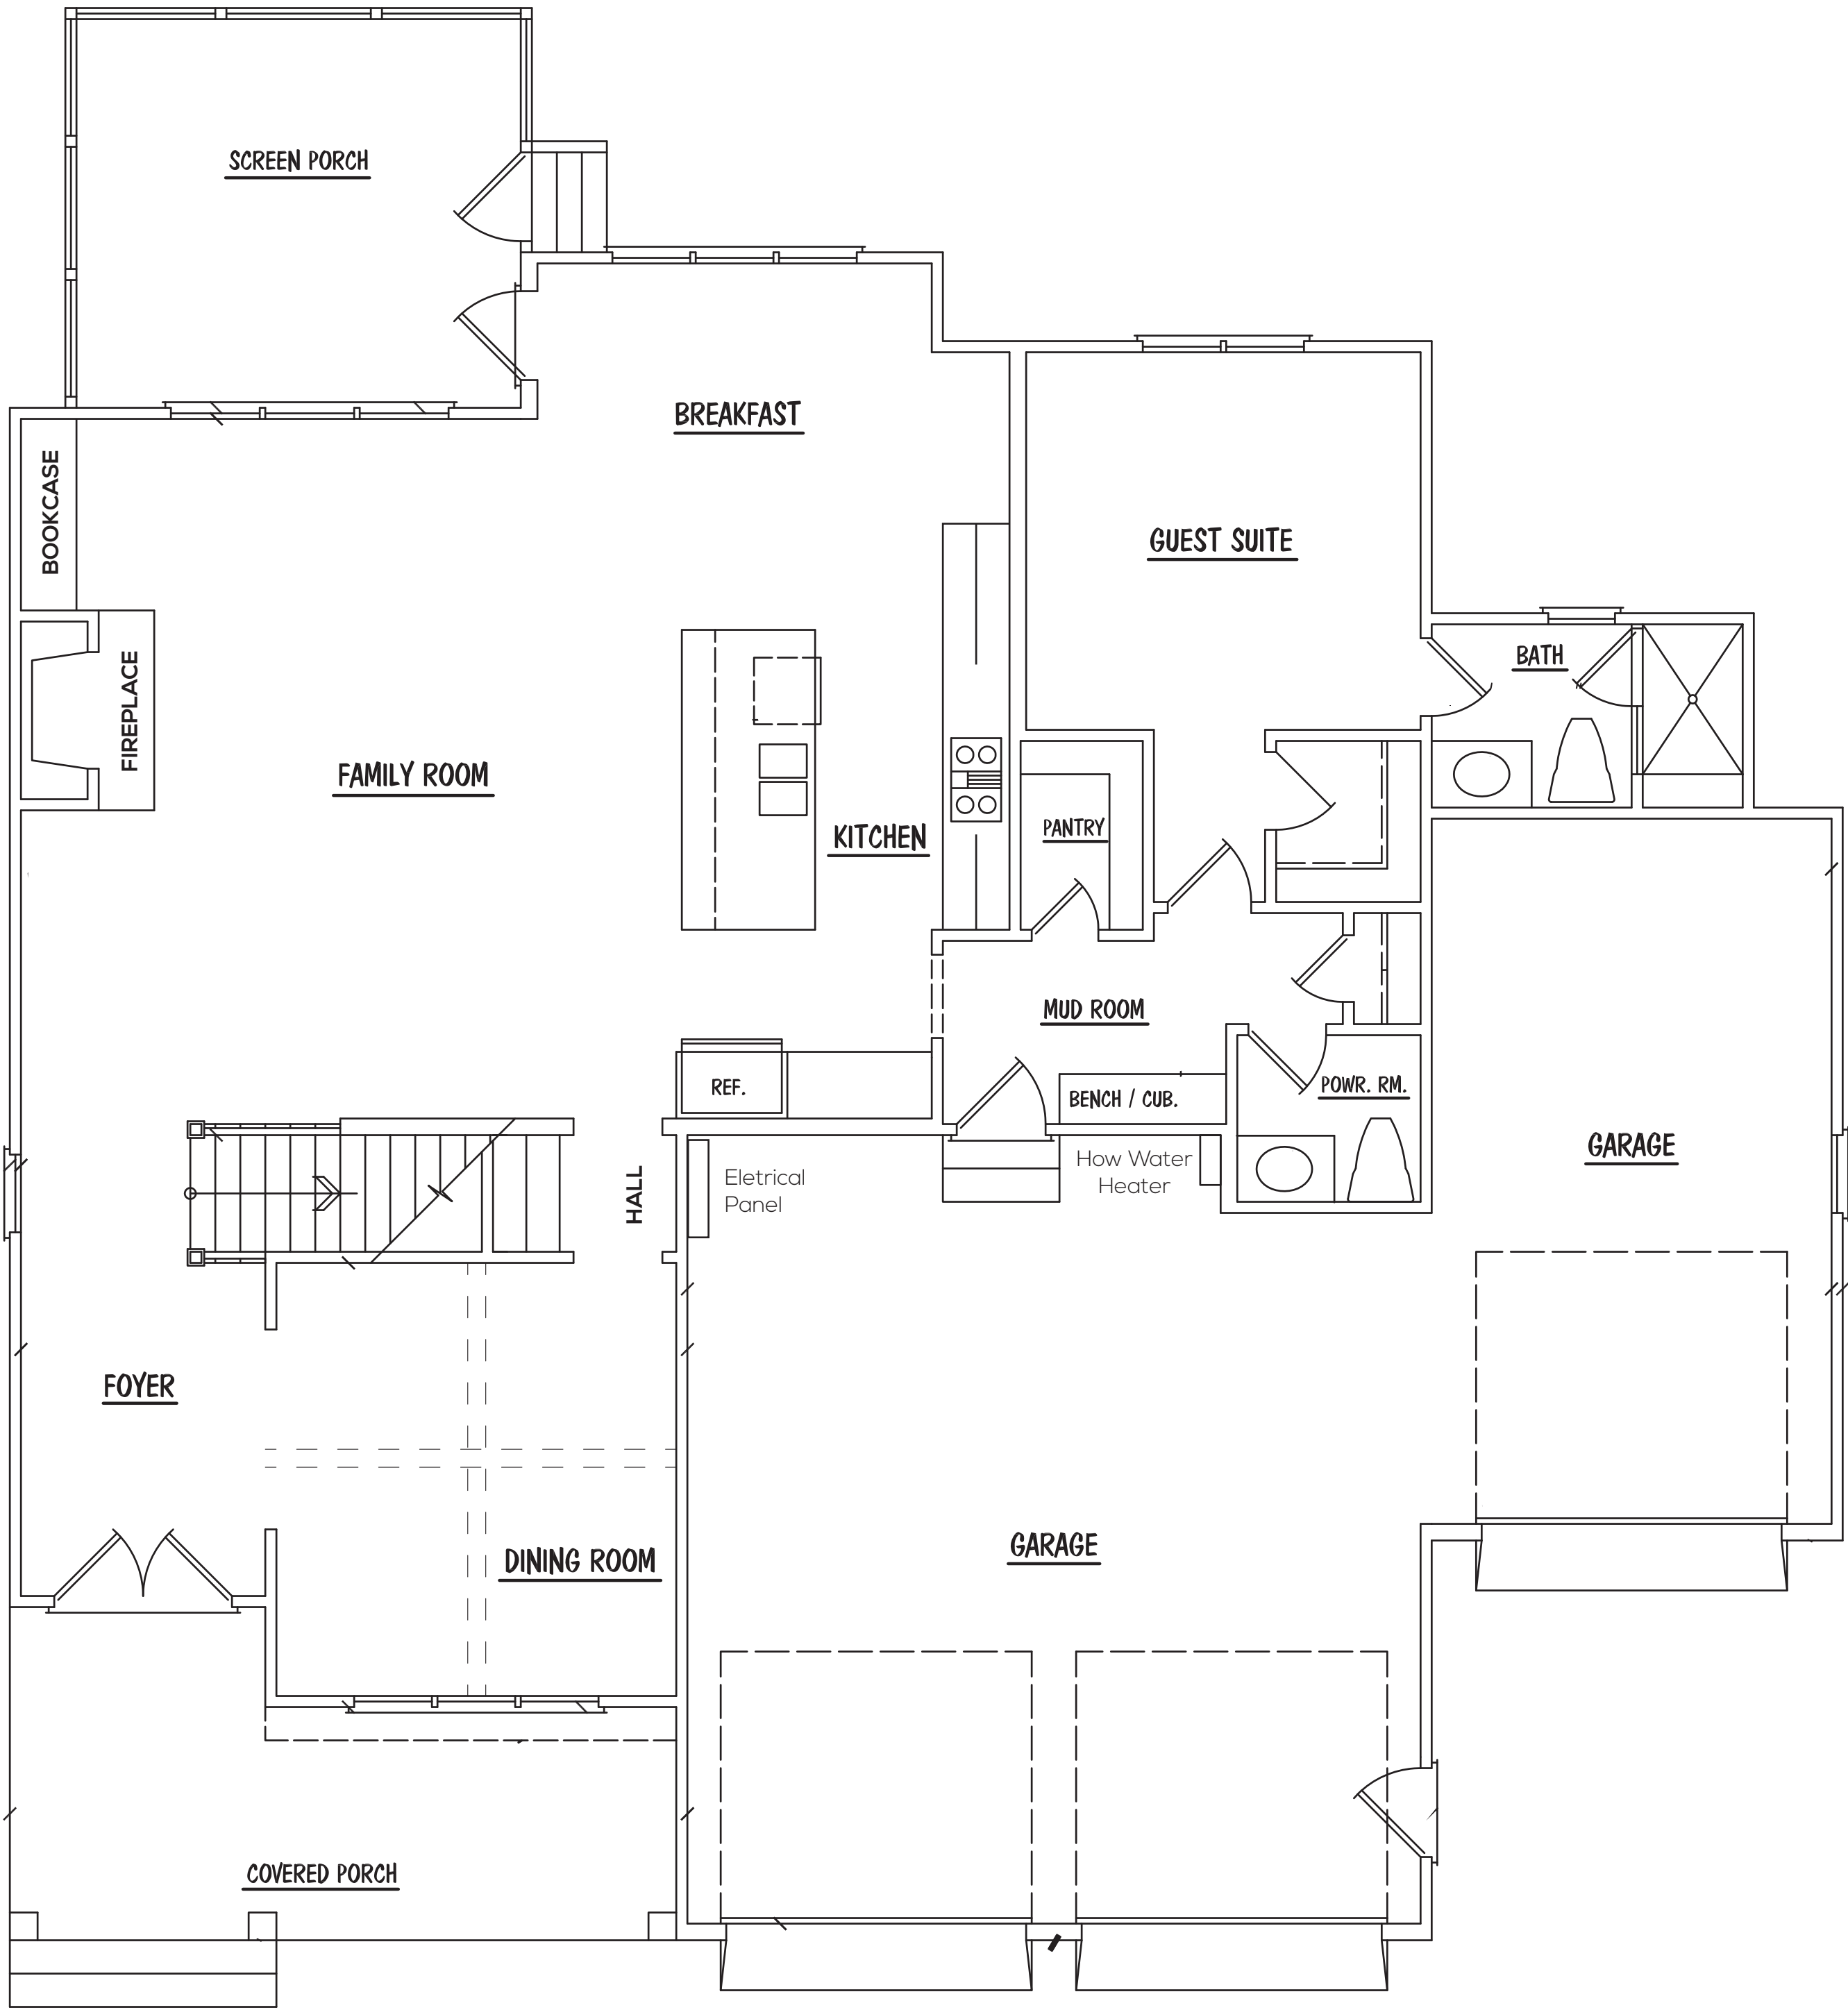 SCREEN PORCH
BREAKFAST
BOOKCASE
GUEST SUITE
BATH
FIREPLACE
FAMILY ROOM
KITCHEN
PANTRY
MUD ROOM
REF.
BENCH / CUB.
POWR. RM.
HALL
Eletrical
Panel
How Water
Heater
GARAGE
FOYER
DINING ROOM
GARAGE
COVERED PORCH